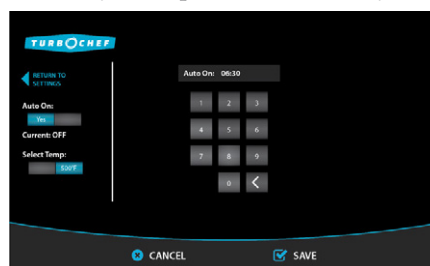 TURBOCHEF
RETURN TO
SETTINGS
Auto On:
Yes
Current: OFF
Select Temp:
500°F
Auto On: 06:30
1 2 3
4 5 6
7 8 9
0
CANCEL
SAVE